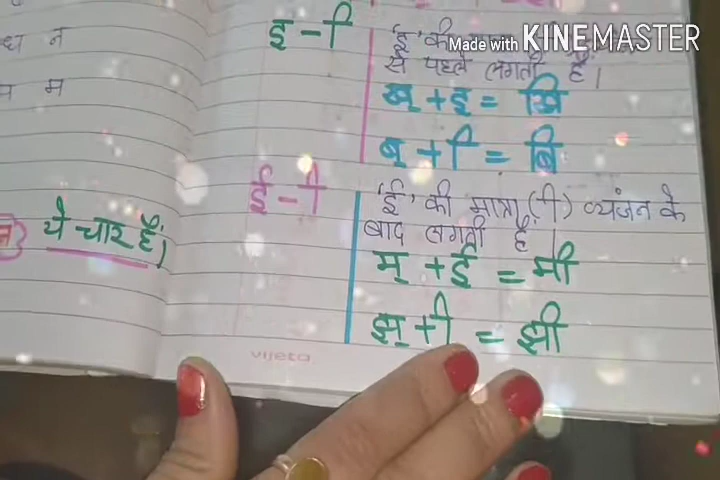 ध न
म
ये चार हैं।
इ - ि
'ई' की
से पहले लगती है।
ख् + इ = खि
ब् + ि = बि
ई - ी
'ई' की मात्रा (ी) व्यंजन के
बाद लगती है।
म् + ई = मी
झ् + ी = झी
vijeta
Made with KINEMASTER